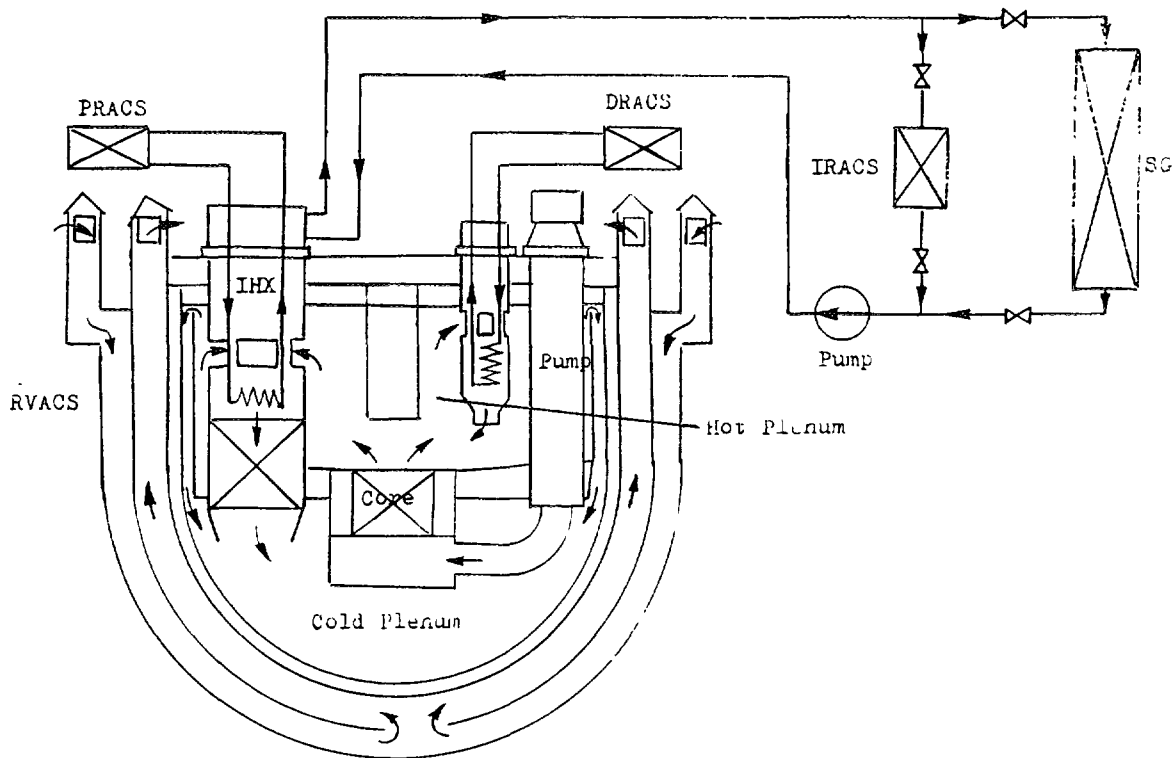 PRACS
DRACS
IRACS
SG
IHX
Pump
Pump
RVACS
Hot Plenum
Core
Cold Plenum